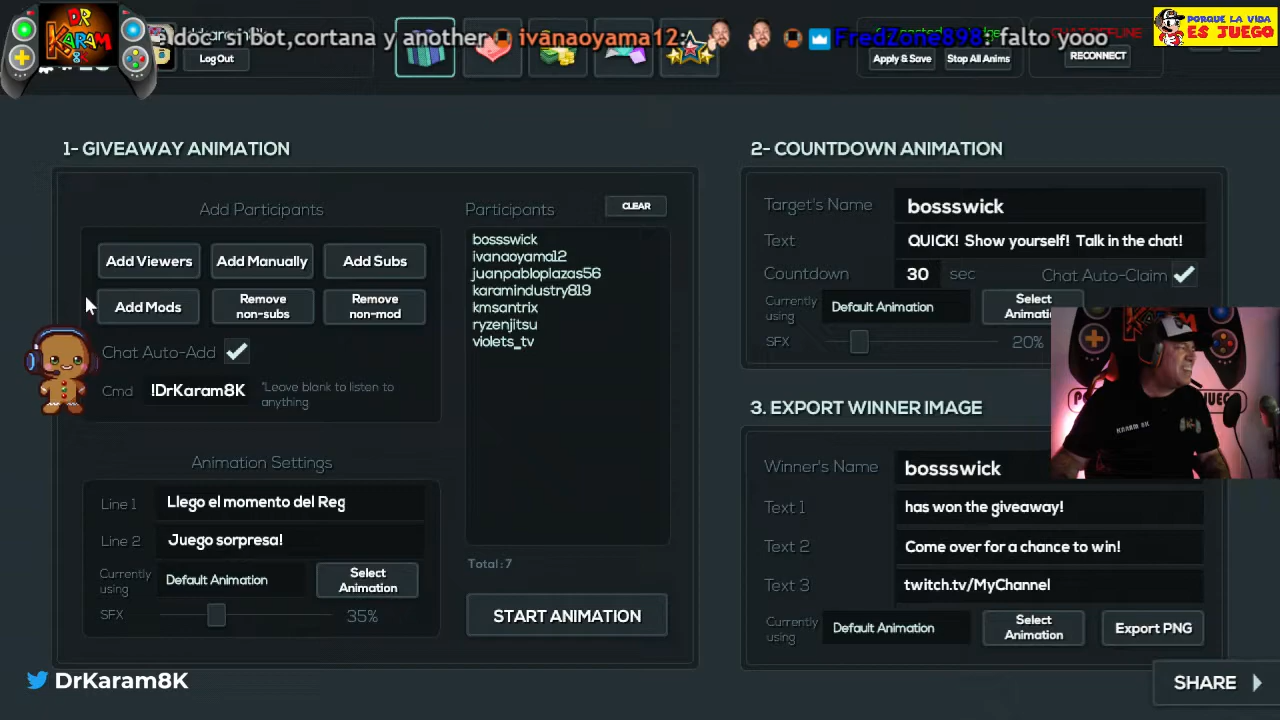 DR
KARAM
8K
ldoc si bot,cortana y another
ivanaoyama12:
FredZone898: falto yooo
PORQUE LA VIDA
ES JUEGO
Log Out
Apply & Save
Stop All Anims
RECONNECT
1- GIVEAWAY ANIMATION
Add Participants
Add Viewers
Add Manually
Add Subs
Add Mods
Remove
non-subs
Remove
non-mod
Chat Auto-Add
Cmd
!DrKaram8K
*Leave blank to listen to
anything
Animation Settings
Line 1
Llego el momento del Reg
Line 2
Juego sorpresa!
Currently
using
Default Animation
Select
Animation
SFX
35%
Participants
CLEAR
bossswick
ivanaoyama12
juanpabloplazas56
karamindustry819
kmsantrix
ryzenjitsu
violets_tv
Total: 7
START ANIMATION
2- COUNTDOWN ANIMATION
Target's Name
bossswick
Text
QUICK! Show yourself! Talk in the chat!
Countdown
30
sec
Chat Auto-Claim
Currently
using
Default Animation
Select
SFX
20%
3. EXPORT WINNER IMAGE
Winner's Name
bossswick
Text 1
has won the giveaway!
Text 2
Come over for a chance to win!
Text 3
twitch.tv/MyChannel
Currently
using
Default Animation
Select
Animation
Export PNG
KARAM 8K
DrKaram8K
SHARE